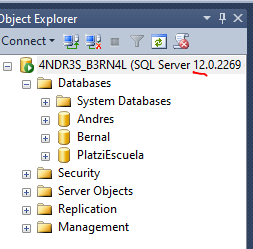 Object Explorer
Connect
4NDR3S_B3RN4L (SQL Server 12.0.2269
Databases
System Databases
Andres
Bernal
PlatziEscuela
Security
Server Objects
Replication
Management